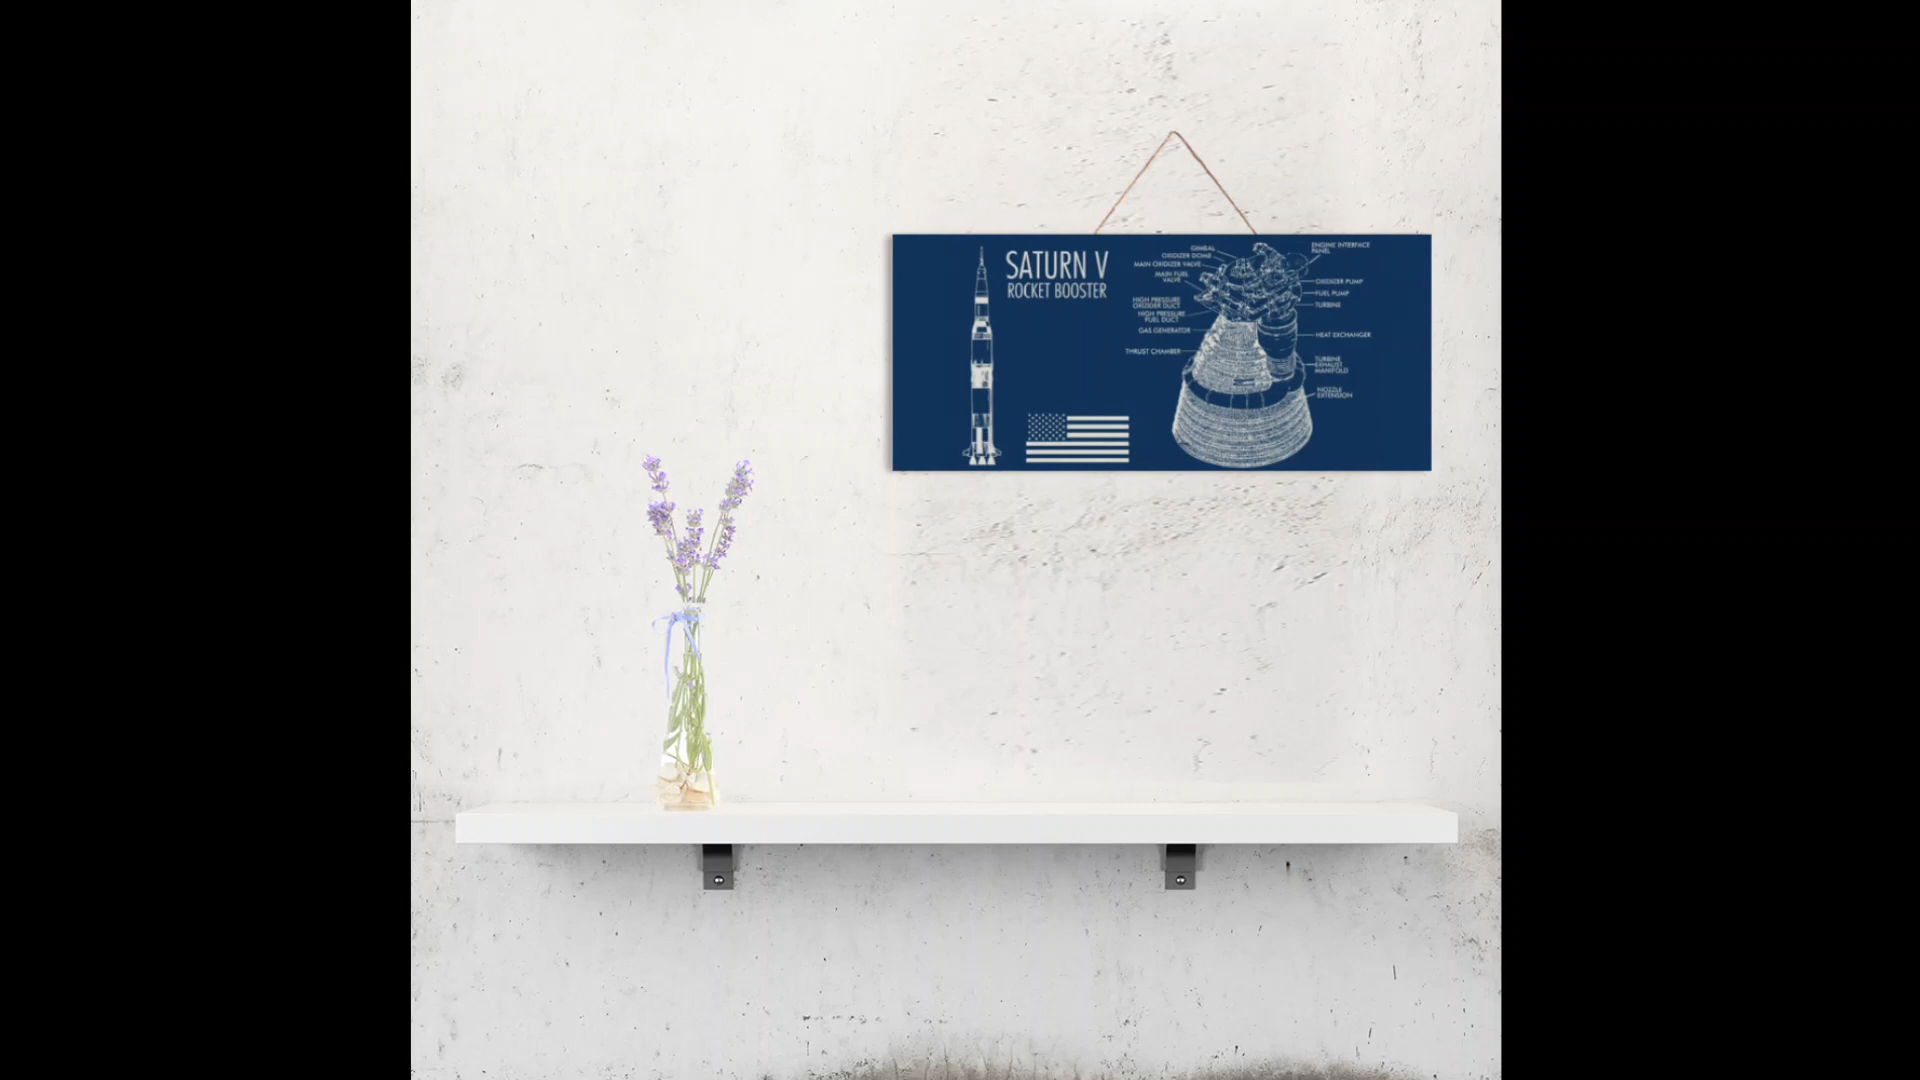 SATURN V
ROCKET BOOSTER
GIMBAL
OXIDIZER DOME
MAIN OXIDIZER VALVE
MAIN FUEL
VALVE
HIGH PRESSURE
OXIDIZER DUCT
HIGH PRESSURE
FUEL DUCT
GAS GENERATOR
THRUST CHAMBER
ENGINE INTERFACE
PANEL
OXIDIZER PUMP
FUEL PUMP
TURBINE
HEAT EXCHANGER
TURBINE
EXHAUST
MANIFOLD
NOZZLE
EXTENSION